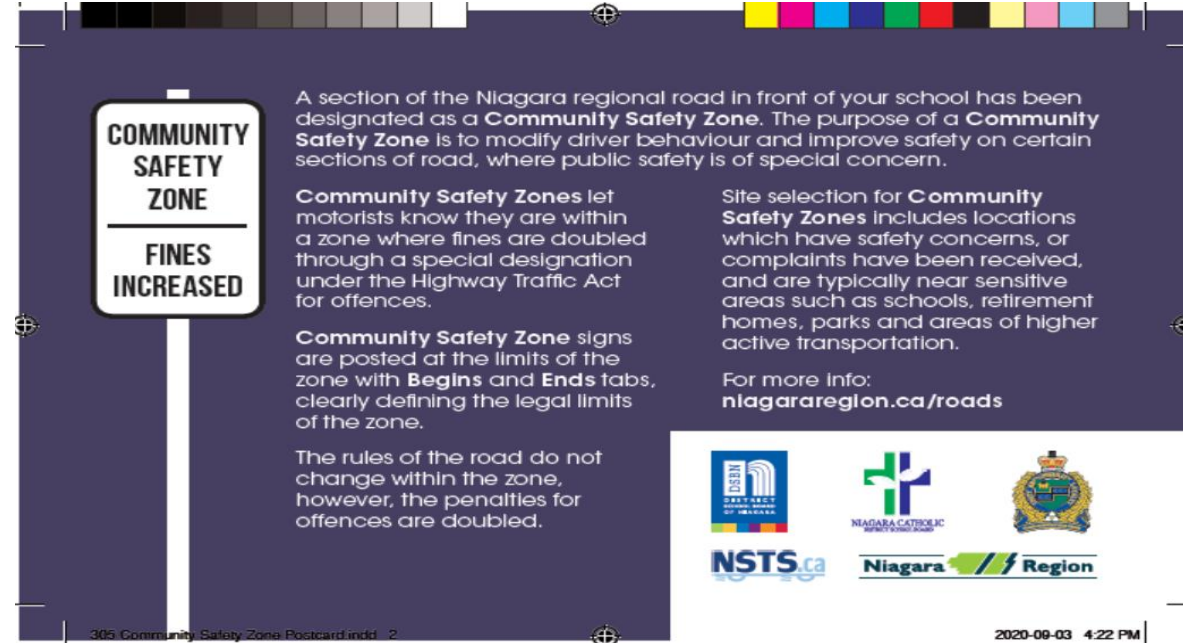 COMMUNITY
SAFETY
ZONE
FINES
INCREASED
A section of the Niagara regional road in front of your school has been
designated as a Community Safety Zone. The purpose of a Community
Safety Zone is to modify driver behaviour and improve safety on certain
sections of road, where public safety is of special concern.
Community Safety Zones let
motorists know they are within
a zone where fines are doubled
through a special designation
under the Highway Traffic Act
for offences.
Community Safety Zone signs
are posted at the limits of the
zone with Begins and Ends tabs,
clearly defining the legal limits
of the zone.
The rules of the road do not
change within the zone,
however, the penalties for
offences are doubled.
Site selection for Community
Safety Zones includes locations
which have safety concerns, or
complaints have been received,
and are typically near sensitive
areas such as schools, retirement
homes, parks and areas of higher
active transportation.
For more info:
niagararegion.ca/roads
DSBN
DISTRICT
SCHOOL BOARD
OF NIAGARA
NIAGARA CATHOLIC
DISTRICT SCHOOL BOARD
NSTS.ca
Niagara Region
305 Community Safety Zone Postcard.indd 2
2020-09-03 4:22 PM